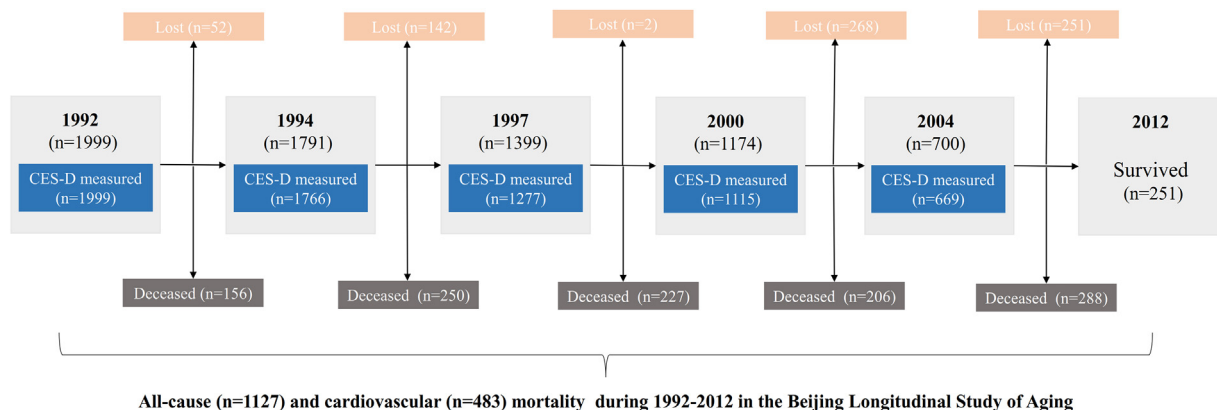 Lost (n=52)
Lost (n=142)
Lost (n=2)
Lost (n=268)
Lost (n=251)
1992
(n=1999)
CES-D measured
(n=1999)
1994
(n=1791)
CES-D measured
(n=1766)
1997
(n=1399)
CES-D measured
(n=1277)
2000
(n=1174)
CES-D measured
(n=1115)
2004
(n=700)
CES-D measured
(n=669)
2012
Survived
(n=251)
Deceased (n=156)
Deceased (n=250)
Deceased (n=227)
Deceased (n=206)
Deceased (n=288)
All-cause (n=1127) and cardiovascular (n=483) mortality during 1992-2012 in the Beijing Longitudinal Study of Aging